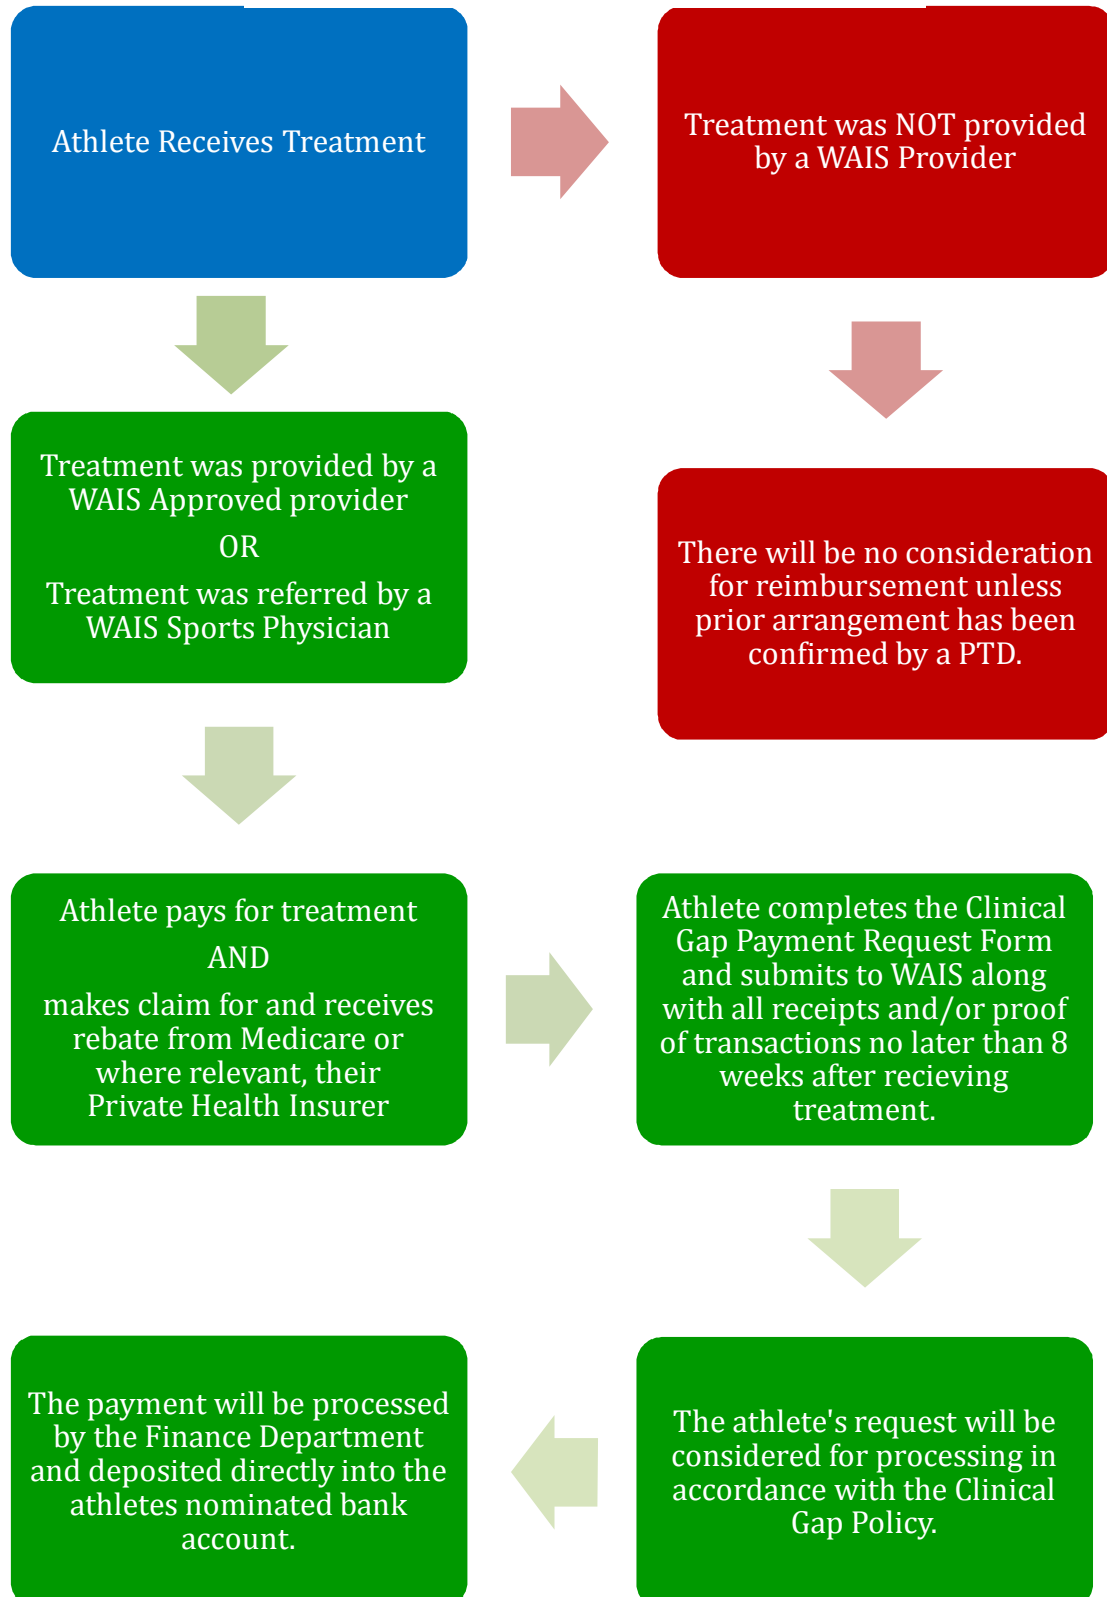 Athlete Receives Treatment
Treatment was NOT provided
by a WAIS Provider
Treatment was provided by a
WAIS Approved provider
OR
Treatment was referred by a
WAIS Sports Physician
There will be no consideration
for reimbursement unless
prior arrangement has been
confirmed by a PTD.
Athlete pays for treatment
AND
makes claim for and receives
rebate from Medicare or
where relevant, their
Private Health Insurer
Athlete completes the Clinical
Gap Payment Request Form
and submits to WAIS along
with all receipts and/or proof
of transactions no later than 8
weeks after recieving
treatment.
The athlete's request will be
considered for processing in
accordance with the Clinical
Gap Policy.
The payment will be processed
by the Finance Department
and deposited directly into the
athletes nominated bank
account.